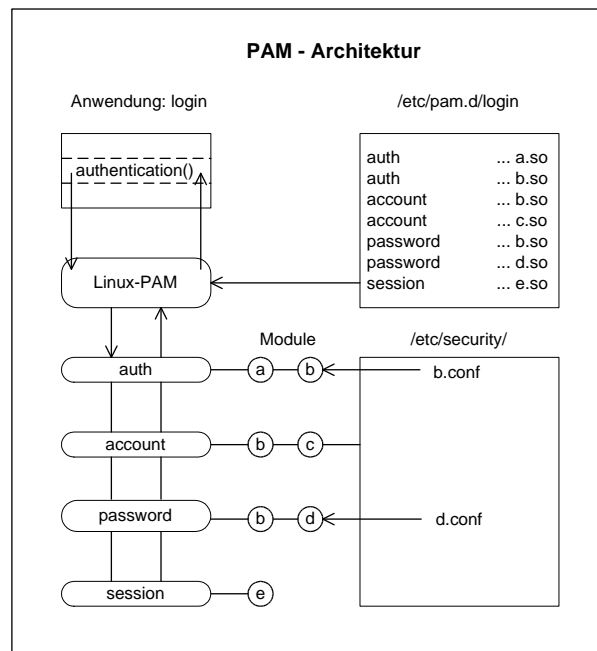 PAM - Architektur
Anwendung: login
/etc/pam.d/login
authentication()
auth ... a.so
auth ... b.so
account ... b.so
account ... c.so
password ... b.so
password ... d.so
session ... e.so
Linux-PAM
Module
/etc/security/
auth a b b.conf
account b c
password b d d.conf
session e